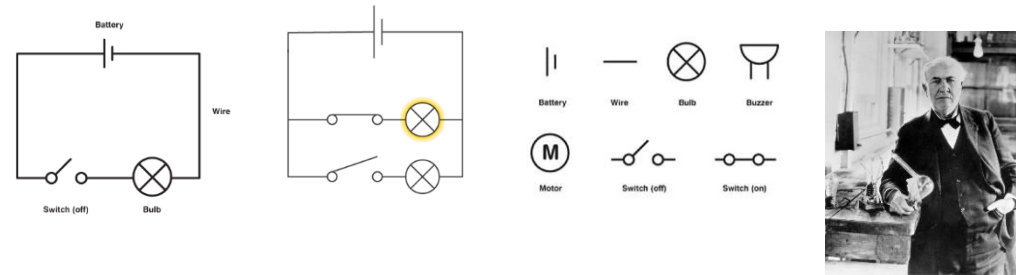 Battery
Wire
Switch (off)
Bulb
Battery
Wire
Bulb
Buzzer
M
Motor
Switch (off)
Switch (on)